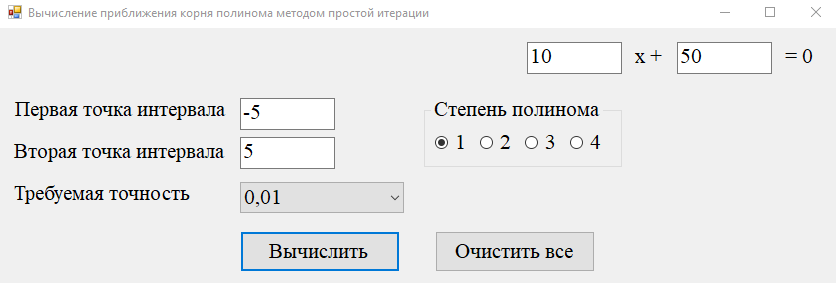 Вычисление приближения корня полинома методом простой итерации
10 x + 50 = 0
Первая точка интервала -5
Степень полинома
1 2 3 4
Вторая точка интервала 5
Требуемая точность 0,01
Вычислить Очистить все